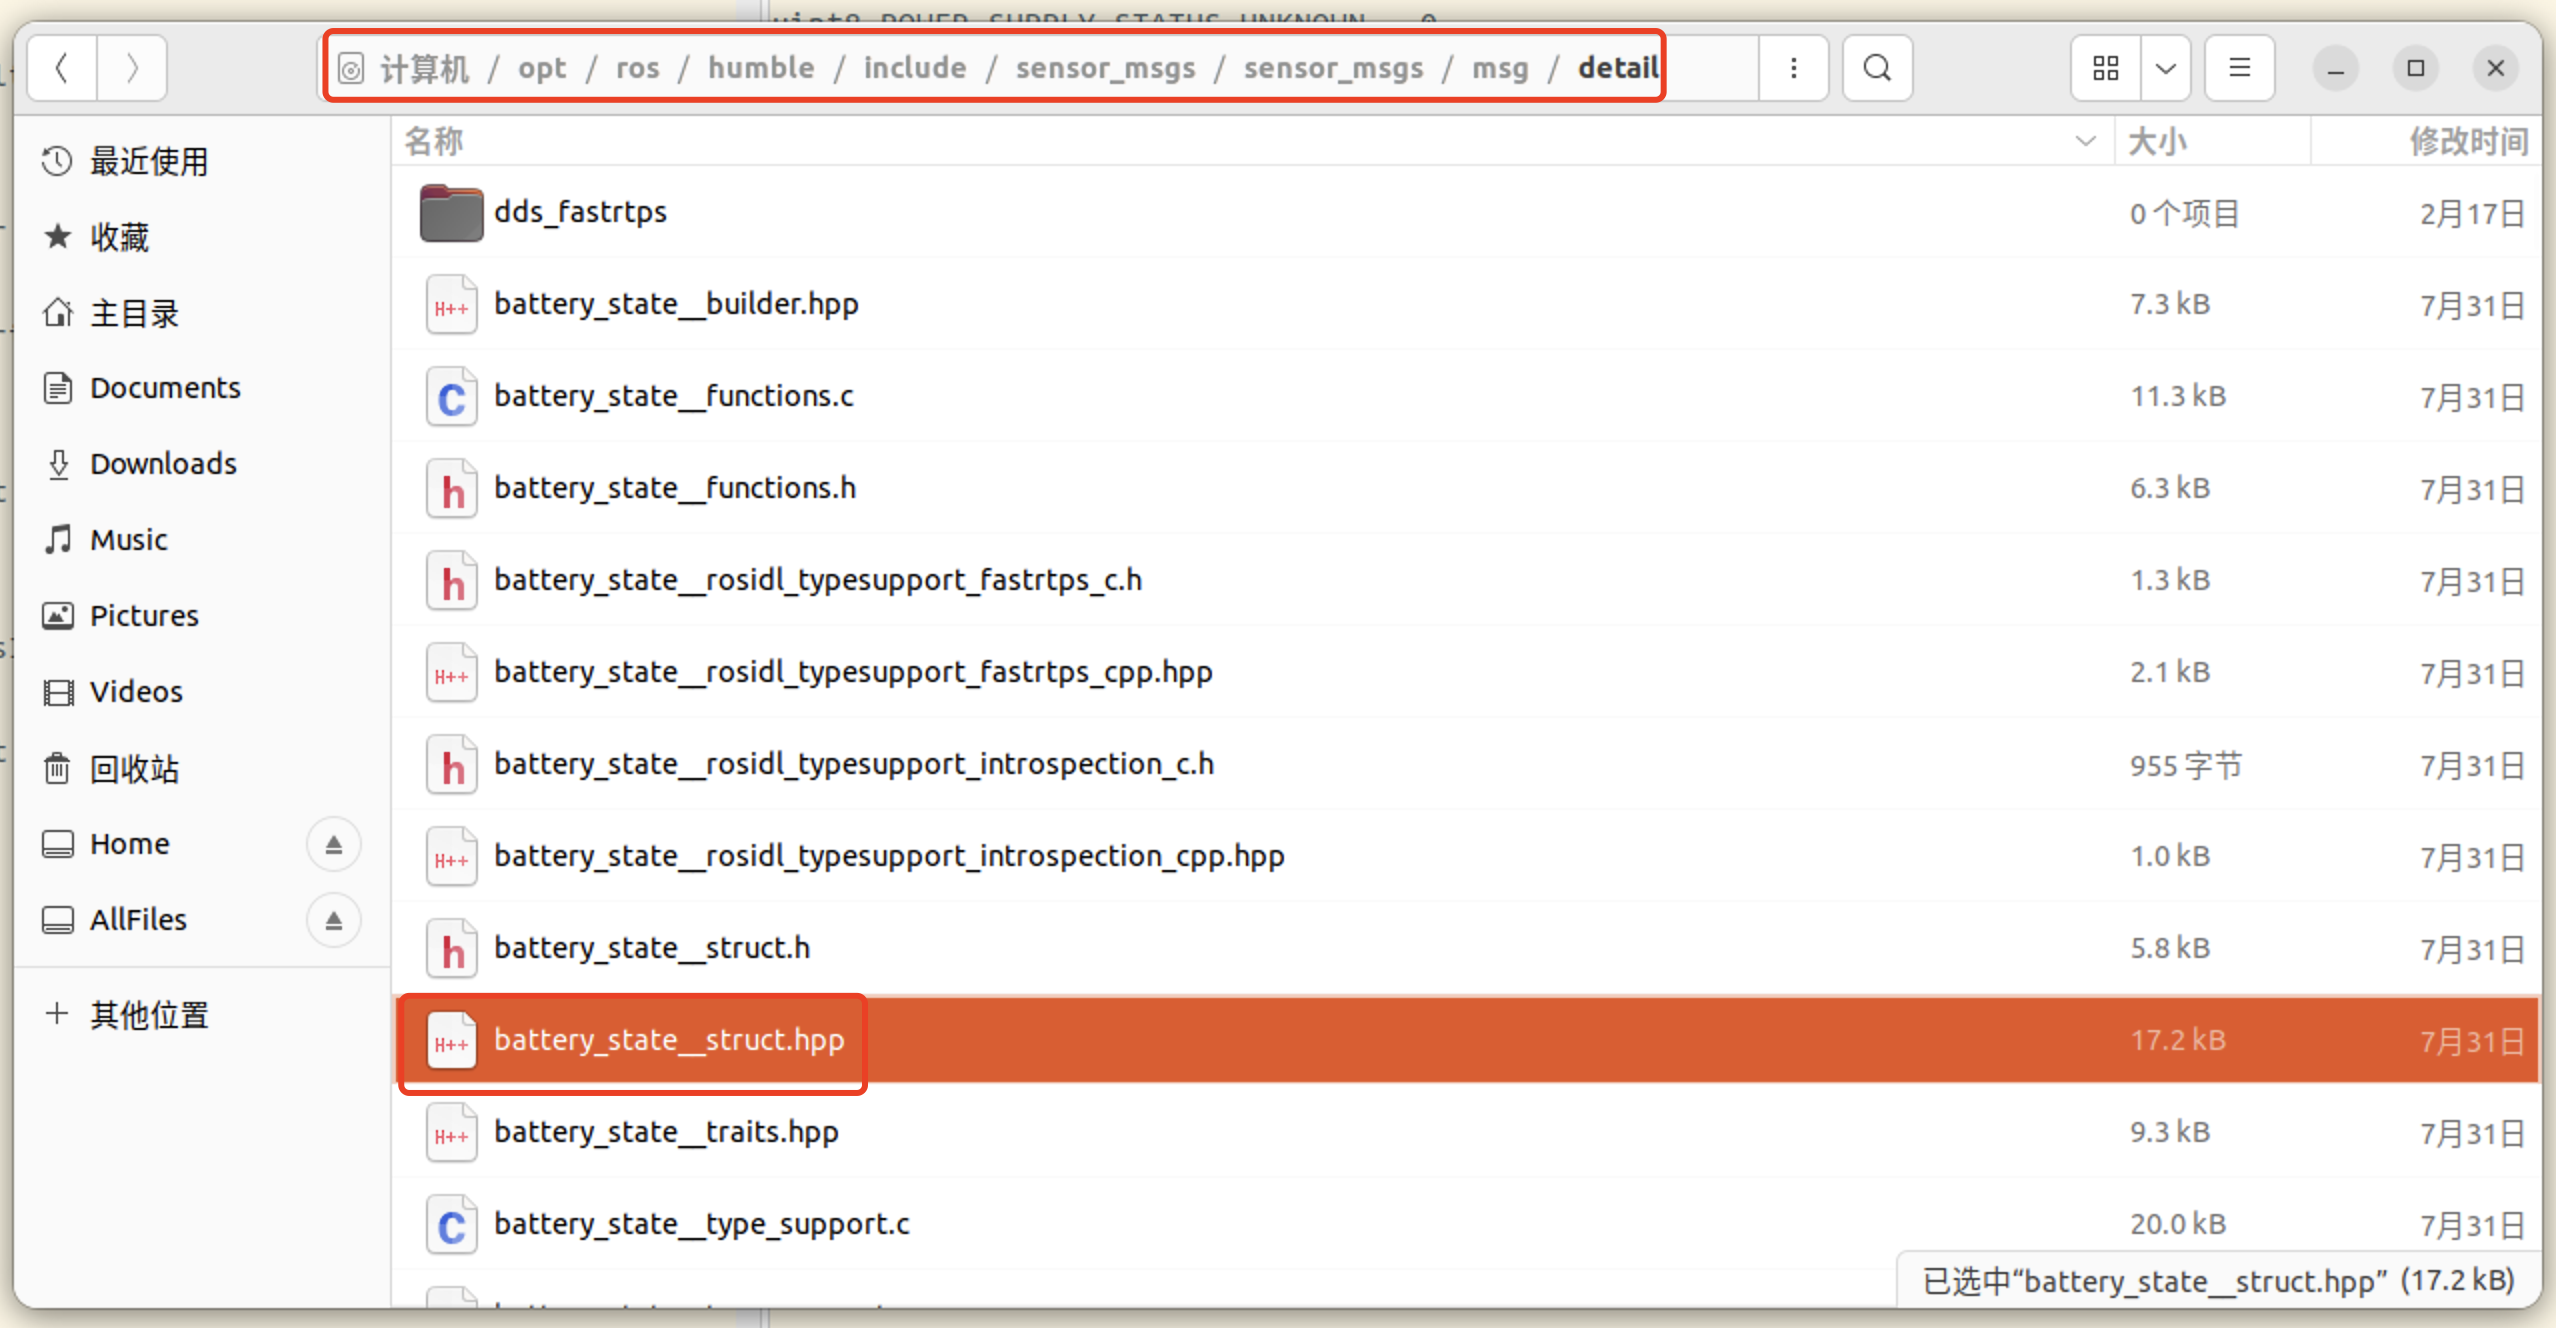 uint8 POWER_SUPPLY_STATUS_UNKNOWN = 0
计算机 / opt / ros / humble / include / sensor_msgs / sensor_msgs / msg / detail
名称 大小 修改时间
最近使用
收藏
主目录
Documents
Downloads
Music
Pictures
Videos
回收站
Home
AllFiles
其他位置
dds_fastrtps 0 个项目 2月17日
battery_state__builder.hpp 7.3 kB 7月31日
battery_state__functions.c 11.3 kB 7月31日
battery_state__functions.h 6.3 kB 7月31日
battery_state__rosidl_typesupport_fastrtps_c.h 1.3 kB 7月31日
battery_state__rosidl_typesupport_fastrtps_cpp.hpp 2.1 kB 7月31日
battery_state__rosidl_typesupport_introspection_c.h 955 字节 7月31日
battery_state__rosidl_typesupport_introspection_cpp.hpp 1.0 kB 7月31日
battery_state__struct.h 5.8 kB 7月31日
battery_state__struct.hpp 17.2 kB 7月31日
battery_state__traits.hpp 9.3 kB 7月31日
battery_state__type_support.c 20.0 kB 7月31日
已选中“battery_state__struct.hpp” (17.2 kB)